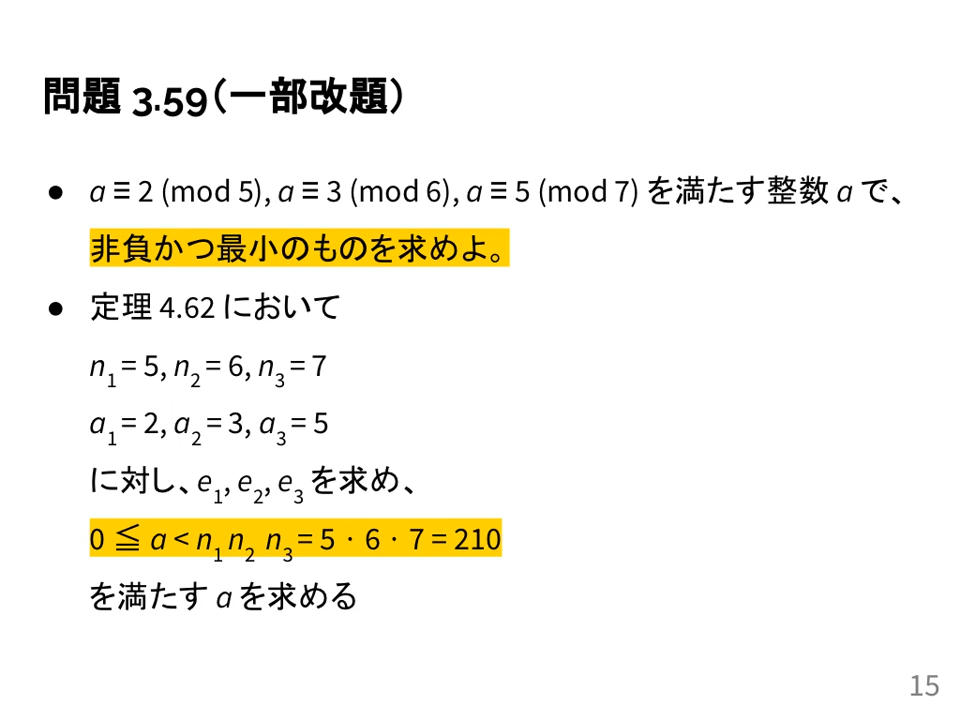 問題 3.59（一部改題）
● a ≡ 2 (mod 5), a ≡ 3 (mod 6), a ≡ 5 (mod 7) を満たす整数 a で、
非負かつ最小のものを求めよ。
● 定理 4.62 において
n₁ = 5, n₂ = 6, n₃ = 7
a₁ = 2, a₂ = 3, a₃ = 5
に対し、e₁, e₂, e₃ を求め、
0 ≦ a < n₁ n₂ n₃ = 5 · 6 · 7 = 210
を満たす a を求める
15